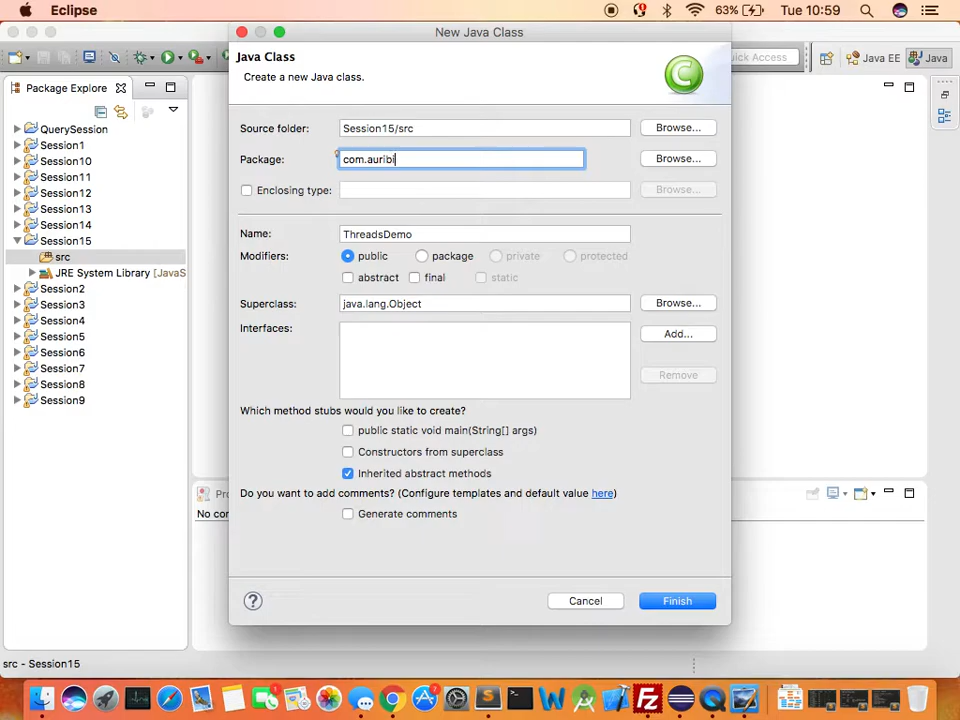 Eclipse
63%
Tue 10:59
New Java Class
Java Class
Create a new Java class.
Quick Access
Java EE
Java
Package Explore
QuerySession
Session1
Session10
Session11
Session12
Session13
Session14
Session15
src
JRE System Library [JavaS
Session2
Session3
Session4
Session5
Session6
Session7
Session8
Session9
Source folder:
Session15/src
Browse...
Package:
com.auribi
Browse...
Enclosing type:
Browse...
Name:
ThreadsDemo
Modifiers:
public
package
private
protected
abstract
final
static
Superclass:
java.lang.Object
Browse...
Interfaces:
Add...
Remove
Which method stubs would you like to create?
public static void main(String[] args)
Constructors from superclass
Inherited abstract methods
Do you want to add comments? (Configure templates and default value here)
Generate comments
Pr
No con
?
Cancel
Finish
src - Session15